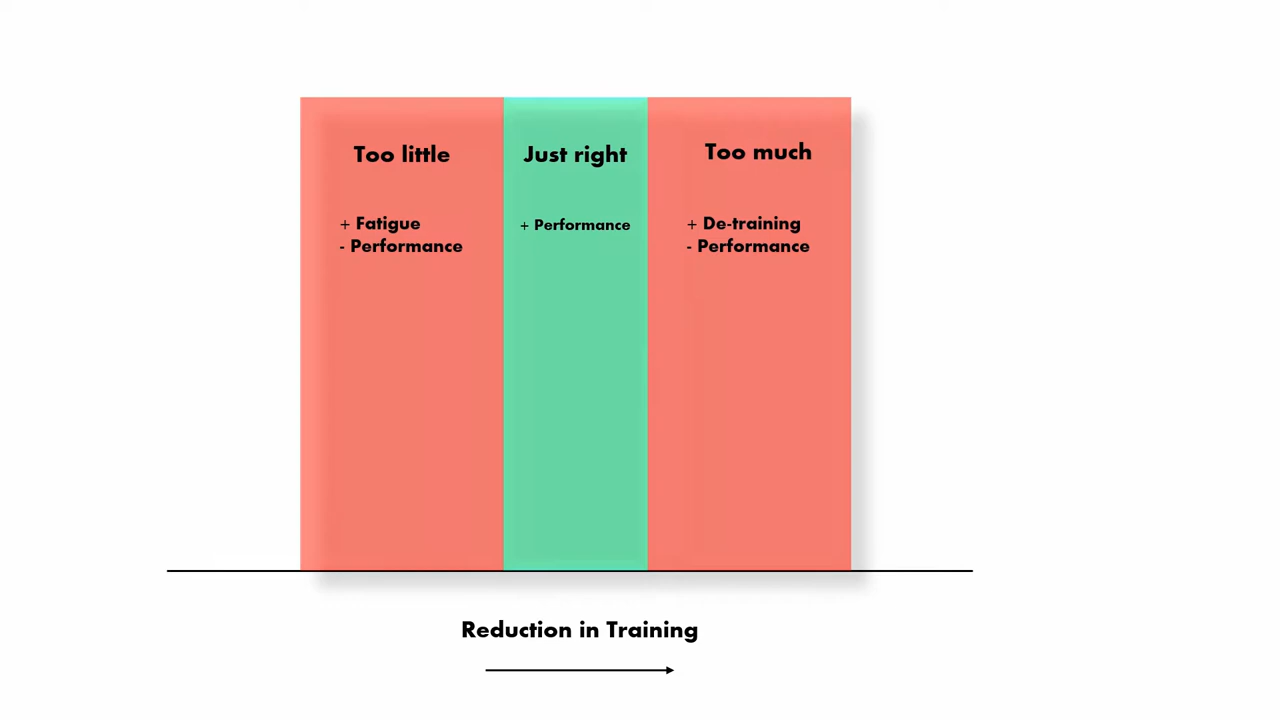 Too little
+ Fatigue
- Performance
Just right
+ Performance
Too much
+ De-training
- Performance
Reduction in Training